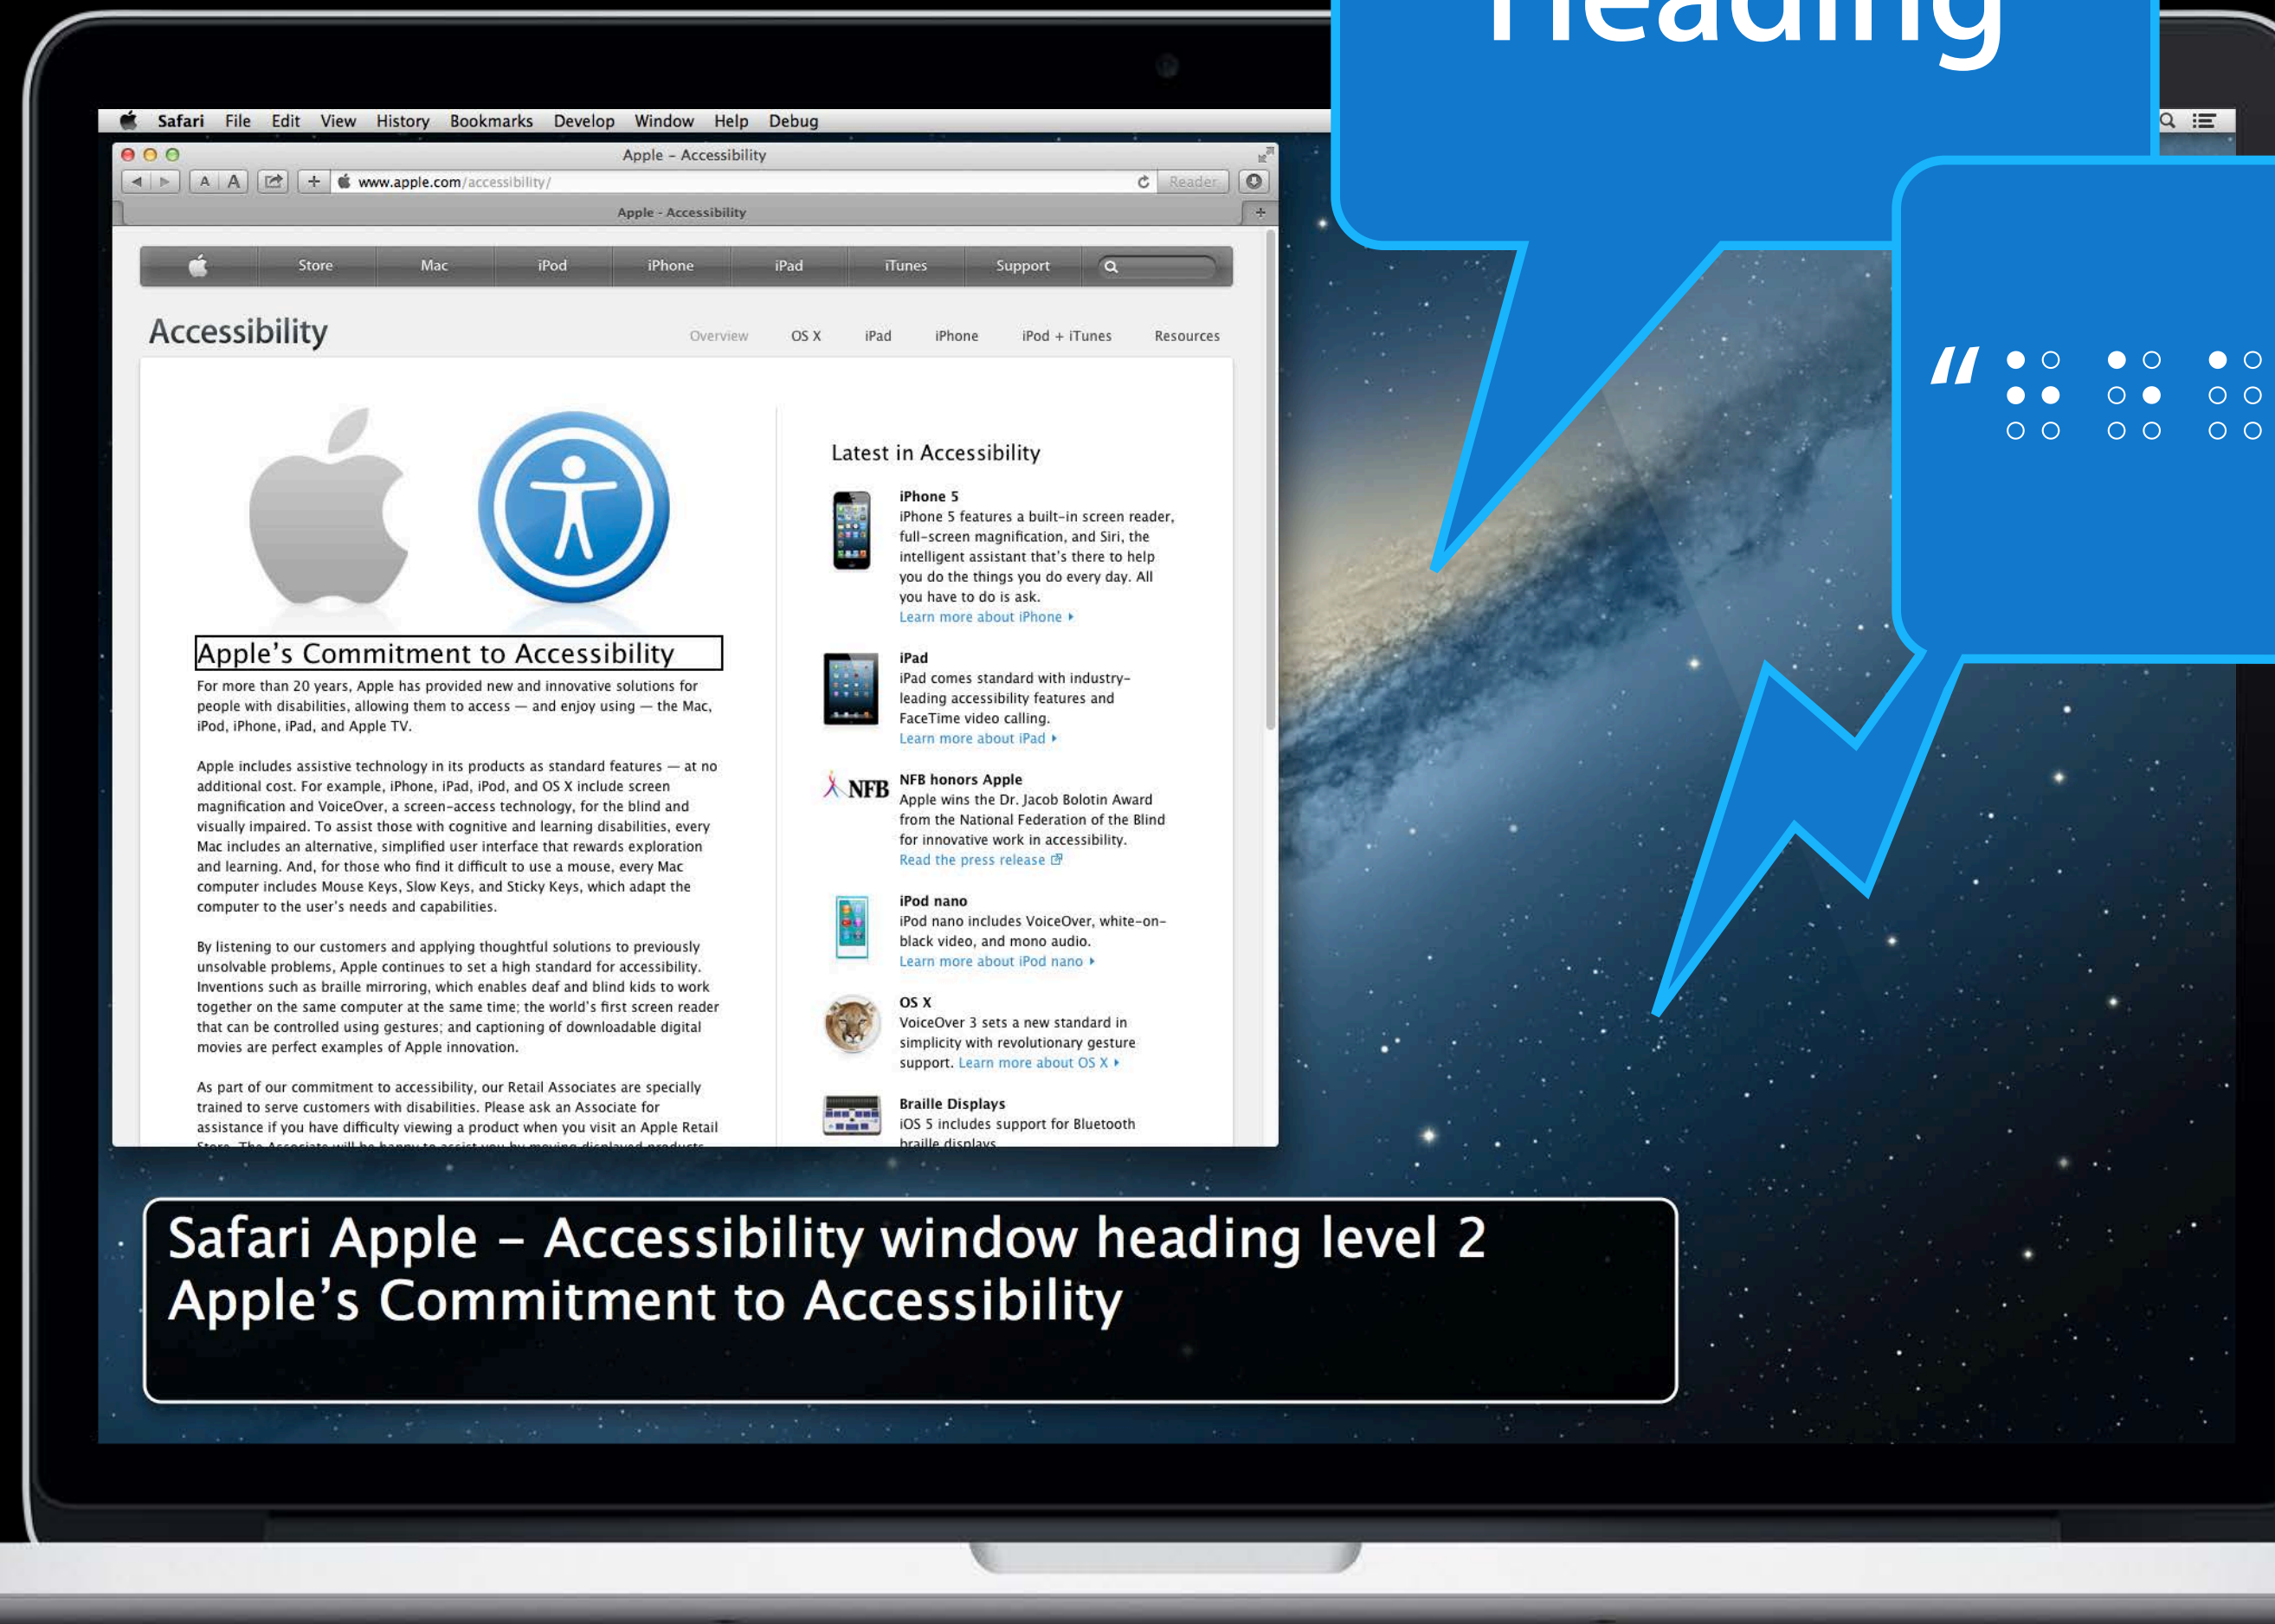 Heading
Safari File Edit View History Bookmarks Develop Window Help Debug
Apple – Accessibility
A A + www.apple.com/accessibility/ Reader
Apple - Accessibility +
Store Mac iPod iPhone iPad iTunes Support
Accessibility
Overview OS X iPad iPhone iPod + iTunes Resources
“⠓ ⠑ ⠁
Apple’s Commitment to Accessibility
For more than 20 years, Apple has provided new and innovative solutions for
people with disabilities, allowing them to access — and enjoy using — the Mac,
iPod, iPhone, iPad, and Apple TV.
Apple includes assistive technology in its products as standard features — at no
additional cost. For example, iPhone, iPad, iPod, and OS X include screen
magnification and VoiceOver, a screen-access technology, for the blind and
visually impaired. To assist those with cognitive and learning disabilities, every
Mac includes an alternative, simplified user interface that rewards exploration
and learning. And, for those who find it difficult to use a mouse, every Mac
computer includes Mouse Keys, Slow Keys, and Sticky Keys, which adapt the
computer to the user's needs and capabilities.
By listening to our customers and applying thoughtful solutions to previously
unsolvable problems, Apple continues to set a high standard for accessibility.
Inventions such as braille mirroring, which enables deaf and blind kids to work
together on the same computer at the same time; the world's first screen reader
that can be controlled using gestures; and captioning of downloadable digital
movies are perfect examples of Apple innovation.
As part of our commitment to accessibility, our Retail Associates are specially
trained to serve customers with disabilities. Please ask an Associate for
assistance if you have difficulty viewing a product when you visit an Apple Retail
Store. The Associate will be happy to assist you by moving displayed products
Latest in Accessibility
iPhone 5
iPhone 5 features a built-in screen reader,
full-screen magnification, and Siri, the
intelligent assistant that's there to help
you do the things you do every day. All
you have to do is ask.
Learn more about iPhone
iPad
iPad comes standard with industry-
leading accessibility features and
FaceTime video calling.
Learn more about iPad
NFB
NFB honors Apple
Apple wins the Dr. Jacob Bolotin Award
from the National Federation of the Blind
for innovative work in accessibility.
Read the press release
iPod nano
iPod nano includes VoiceOver, white-on-
black video, and mono audio.
Learn more about iPod nano
OS X
VoiceOver 3 sets a new standard in
simplicity with revolutionary gesture
support. Learn more about OS X
Braille Displays
iOS 5 includes support for Bluetooth
braille displays
Safari Apple – Accessibility window heading level 2
Apple’s Commitment to Accessibility